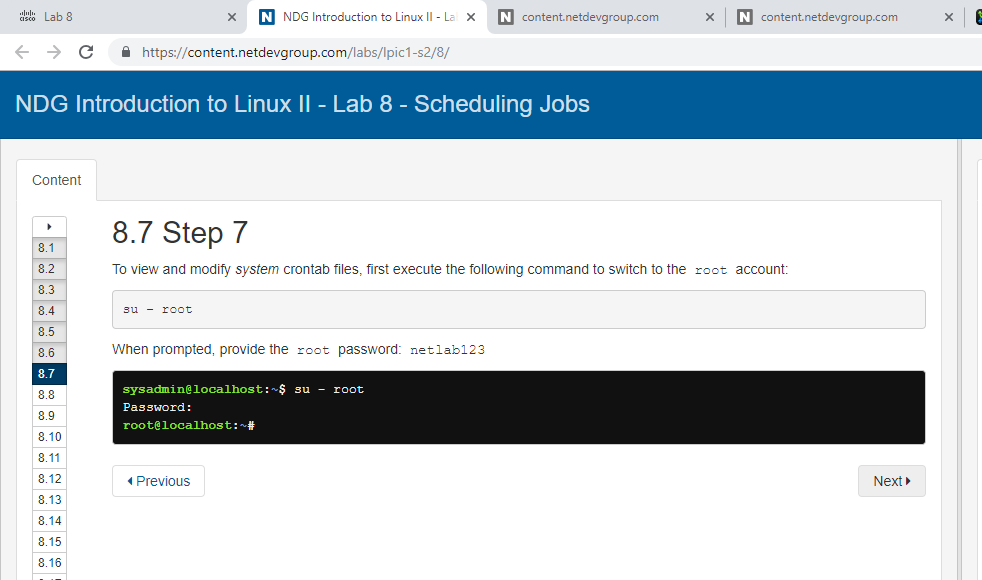 Lab 8
NDG Introduction to Linux II - La
content.netdevgroup.com
content.netdevgroup.com
https://content.netdevgroup.com/labs/lpic1-s2/8/
NDG Introduction to Linux II - Lab 8 - Scheduling Jobs
Content
8.1
8.2
8.3
8.4
8.5
8.6
8.7
8.8
8.9
8.10
8.11
8.12
8.13
8.14
8.15
8.16
8.7 Step 7
To view and modify system crontab files, first execute the following command to switch to the root account:
su - root
When prompted, provide the root password: netlab123
sysadmin@localhost:~$ su - root
Password:
root@localhost:~#
Previous
Next